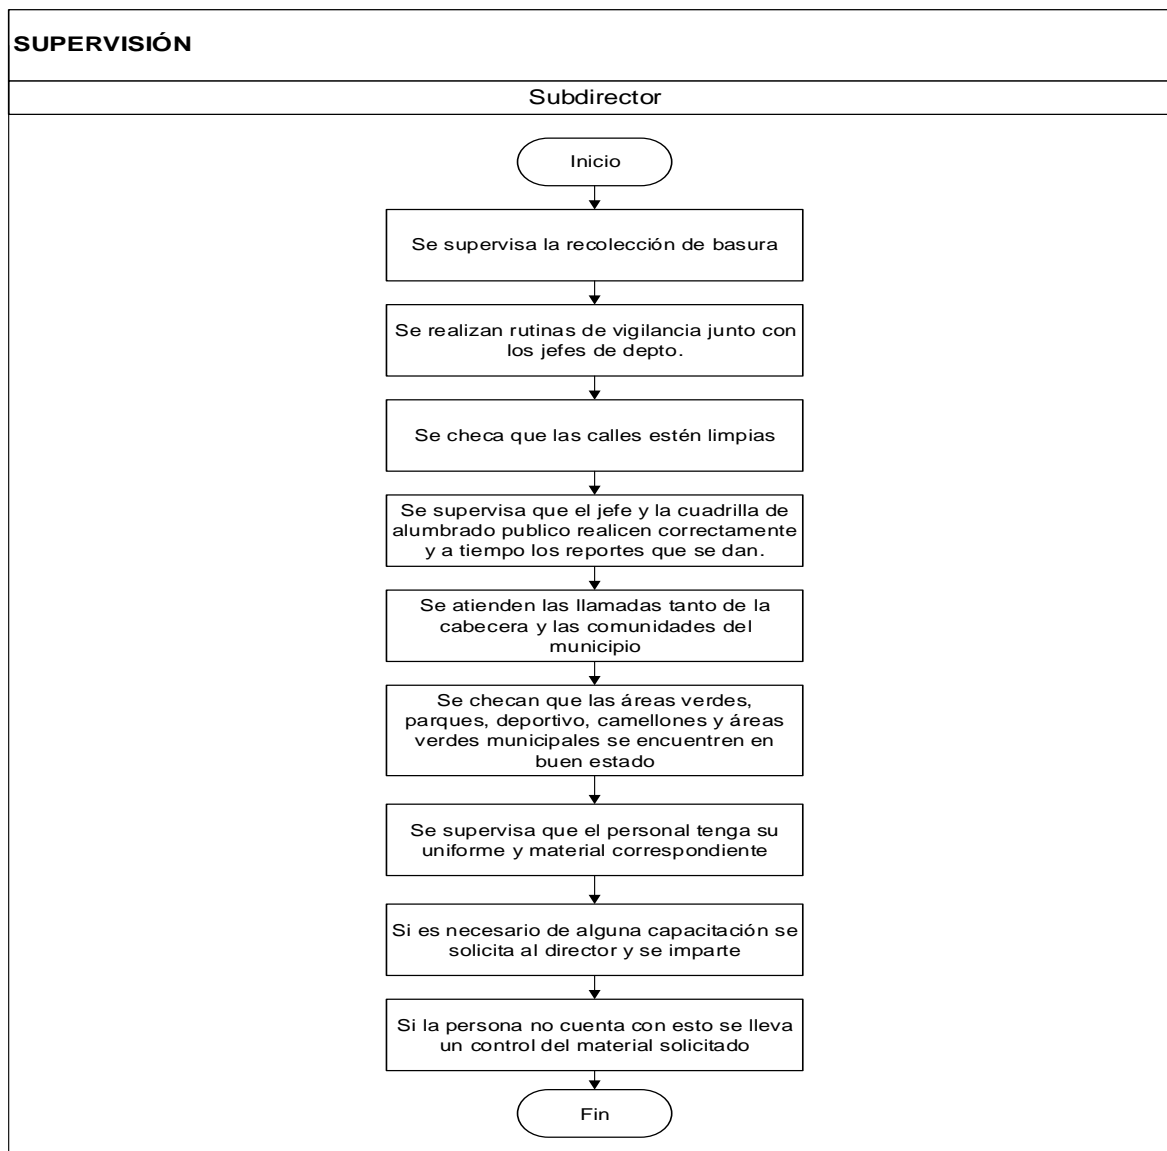 SUPERVISIÓN
Subdirector
Inicio
Se supervisa la recolección de basura
Se realizan rutinas de vigilancia junto con
los jefes de depto.
Se checa que las calles estén limpias
Se supervisa que el jefe y la cuadrilla de
alumbrado publico realicen correctamente
y a tiempo los reportes que se dan.
Se atienden las llamadas tanto de la
cabecera y las comunidades del
municipio
Se checan que las áreas verdes,
parques, deportivo, camellones y áreas
verdes municipales se encuentren en
buen estado
Se supervisa que el personal tenga su
uniforme y material correspondiente
Si es necesario de alguna capacitación se
solicita al director y se imparte
Si la persona no cuenta con esto se lleva
un control del material solicitado
Fin